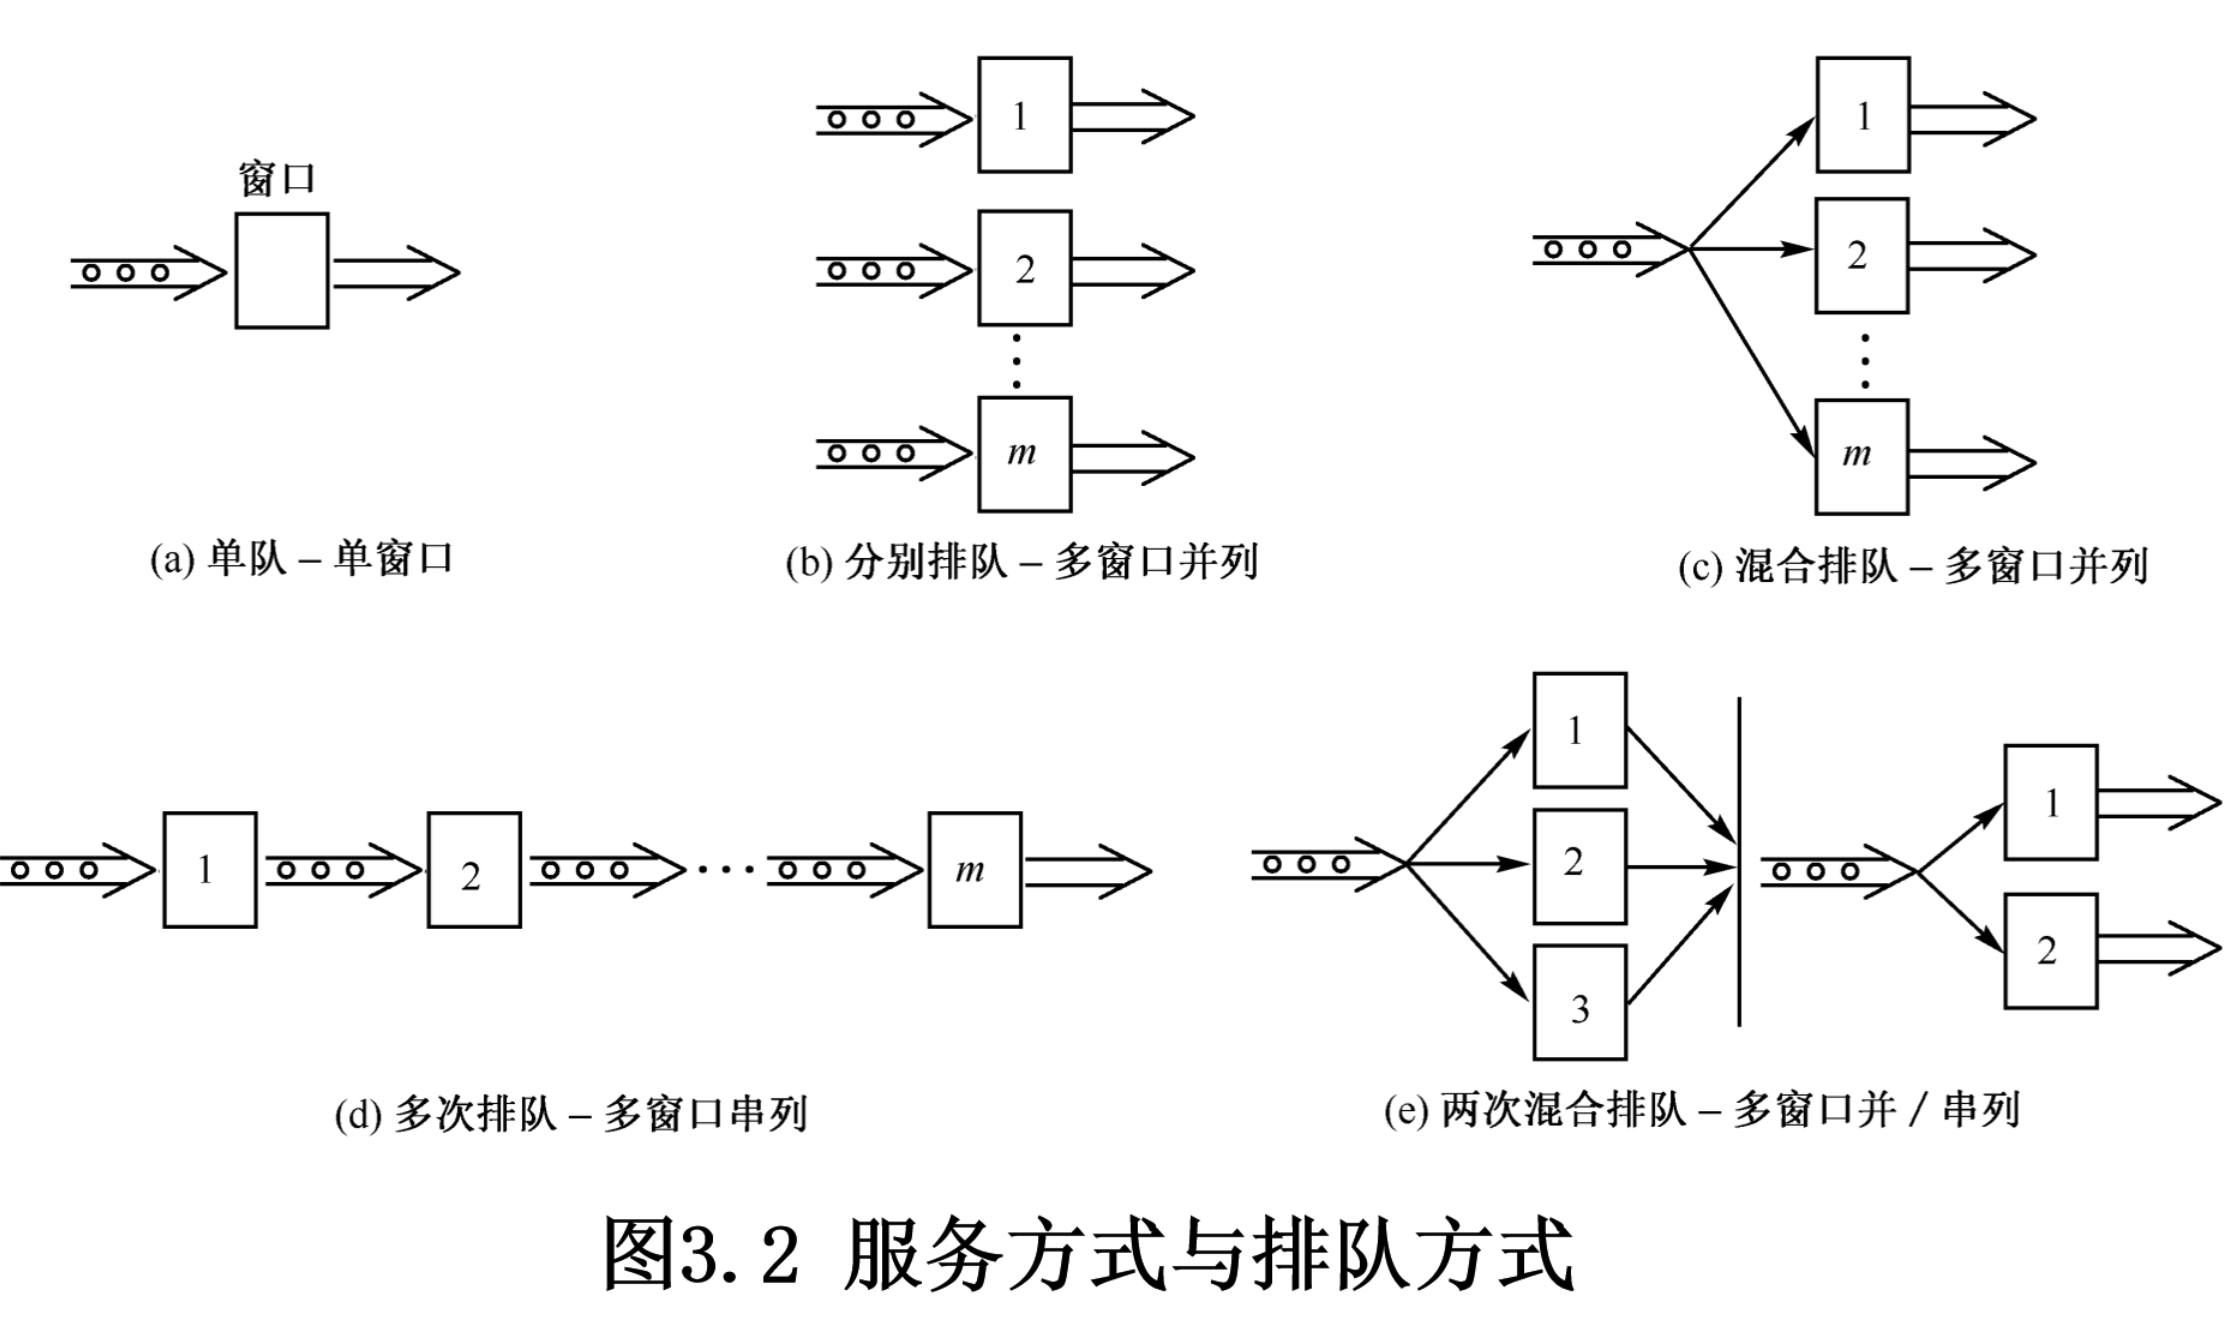 窗口
1
2
m
1
2
m
(a) 单队 – 单窗口
(b) 分别排队 – 多窗口并列
(c) 混合排队 – 多窗口并列
1
2
m
1
2
3
1
2
(d) 多次排队 – 多窗口串列
(e) 两次混合排队 – 多窗口并 / 串列
图3.2 服务方式与排队方式